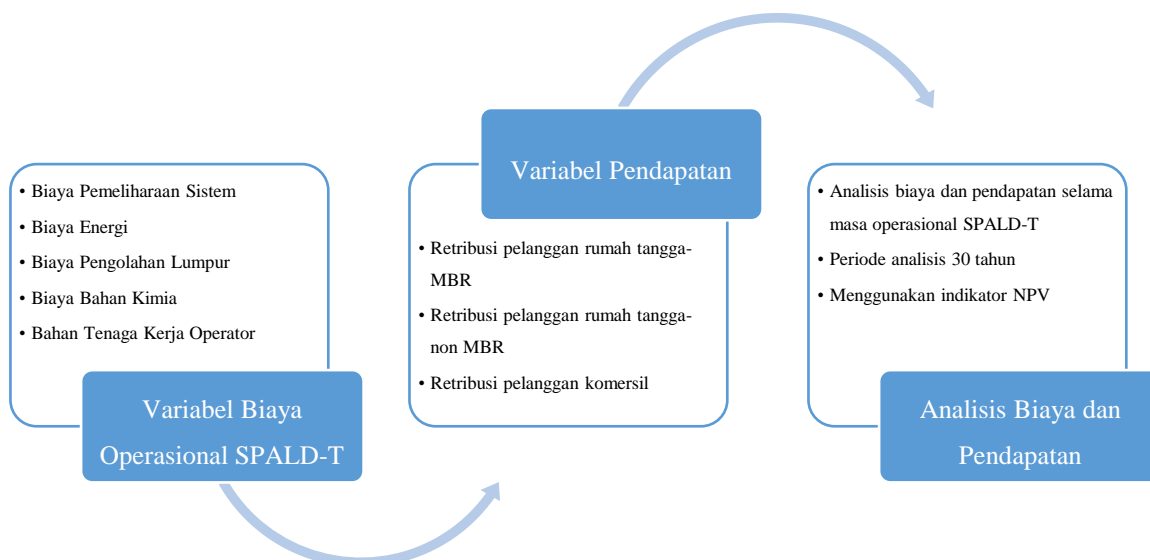 • Biaya Pemeliharaan Sistem
• Biaya Energi
• Biaya Pengolahan Lumpur
• Biaya Bahan Kimia
• Bahan Tenaga Kerja Operator
Variabel Biaya
Operasional SPALD-T
Variabel Pendapatan
• Retribusi pelanggan rumah tangga-
MBR
• Retribusi pelanggan rumah tangga-
non MBR
• Retribusi pelanggan komersil
• Analisis biaya dan pendapatan selama
masa operasional SPALD-T
• Periode analisis 30 tahun
• Menggunakan indikator NPV
Analisis Biaya dan
Pendapatan